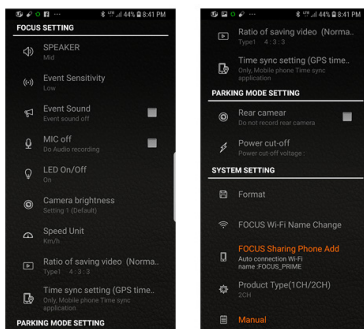 44% 8:41 PM
FOCUS SETTING
SPEAKER
Mid
Event Sensitivity
Low
Event Sound
Event sound off
MIC off
Do Audio recording
LED On/Off
On
Camera brightness
Setting 1 (Default)
Speed Unit
Km/h
Ratio of saving video (Norma..
Type1 4 : 3 : 3
Time sync setting (GPS time..
Only, Mobile phone Time sync
application
PARKING MODE SETTING
44% 8:41 PM
Ratio of saving video (Norma..
Type1 4 : 3 : 3
Time sync setting (GPS time..
Only, Mobile phone Time sync
application
PARKING MODE SETTING
Rear camear
Do not record rear camera
Power cut-off
Power cut-off voltage :
SYSTEM SETTING
Format
FOCUS Wi-Fi Name Change
FOCUS Sharing Phone Add
Auto connection Wi-Fi
name :FOCUS_PRIME
Product Type(1CH/2CH)
2CH
Manual